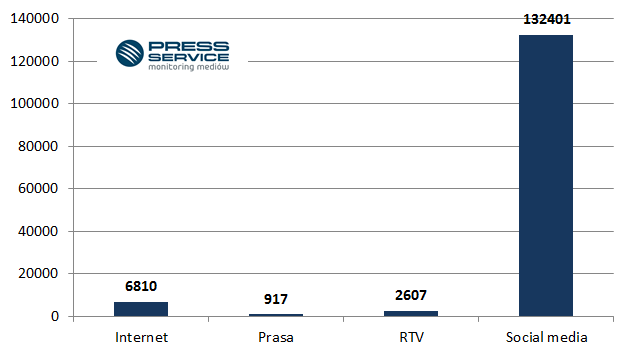 140000
120000
100000
80000
60000
40000
20000
0
PRESS
SERVICE
monitoring mediów
6810
917
2607
132401
Internet
Prasa
RTV
Social media